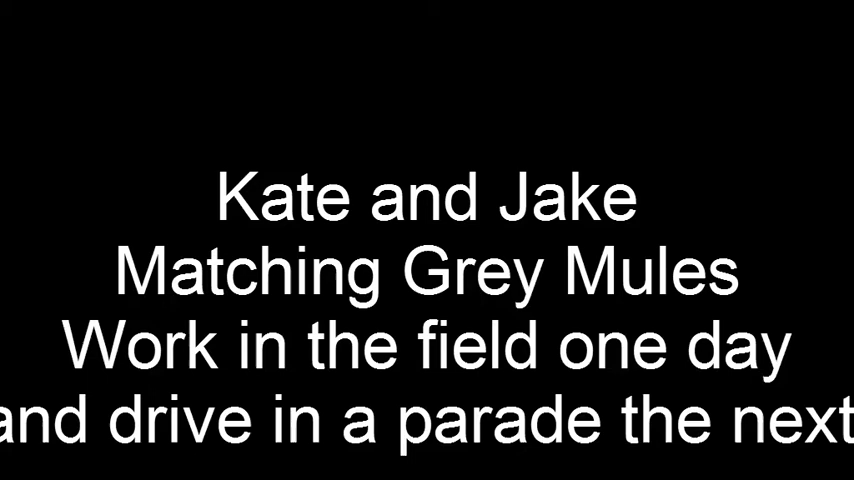 Kate and Jake
Matching Grey Mules
Work in the field one day
and drive in a parade the next